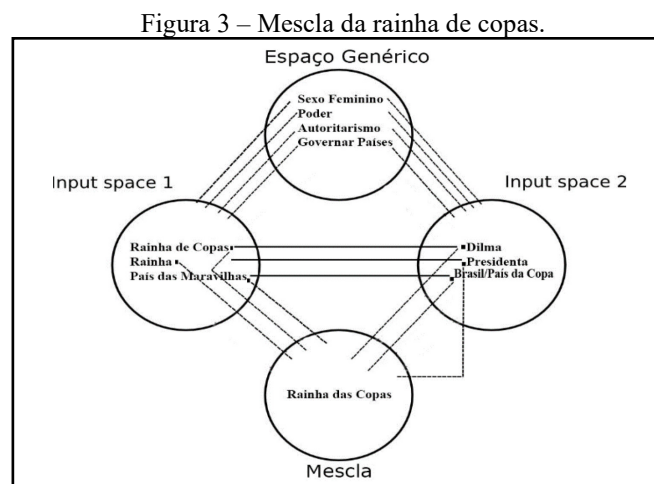 Figura 3 – Mescla da rainha de copas.
Espaço Genérico
Sexo Feminino
Poder
Autoritarismo
Governar Países
Input space 1
Input space 2
Rainha de Copas
Rainha
País das Maravilhas
Dilma
Presidenta
Brasil/País da Copa
Rainha das Copas
Mescla